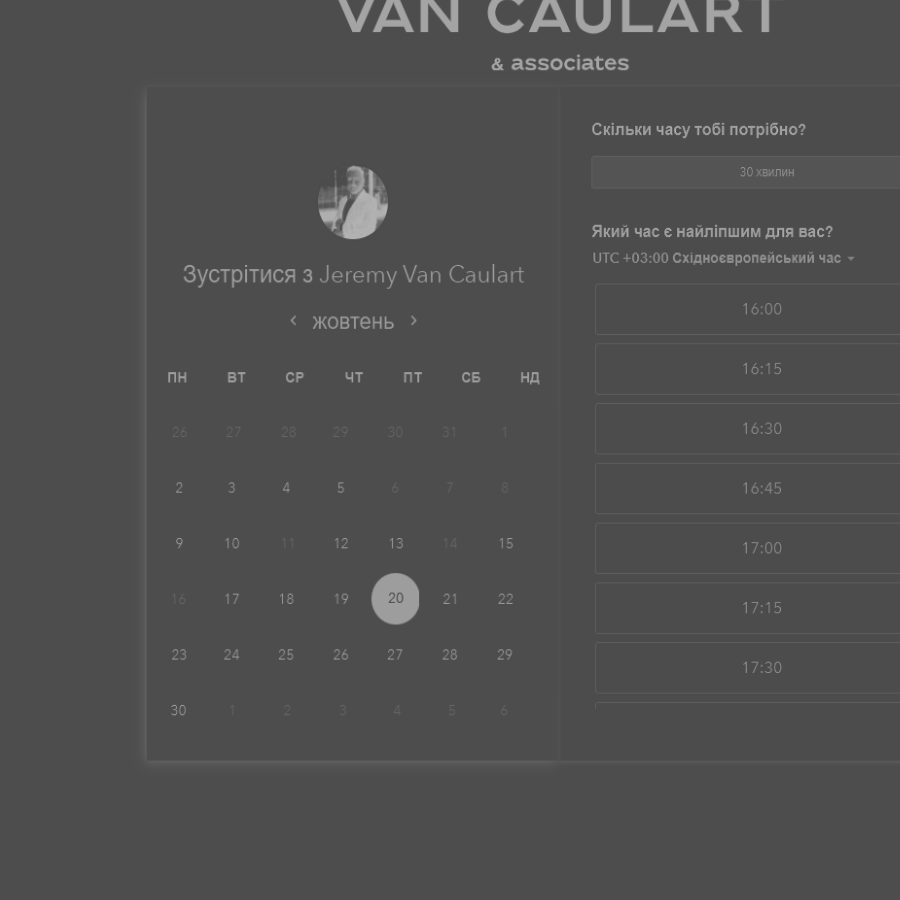 VAN CAULART
& associates
Зустрітися з Jeremy Van Caulart
жовтень
ПН ВТ СР ЧТ ПТ СБ НД
26 27 28 29 30 31 1
2 3 4 5 6 7 8
9 10 11 12 13 14 15
16 17 18 19 20 21 22
23 24 25 26 27 28 29
30 1 2 3 4 5 6
Скільки часу тобі потрібно?
30 хвилин
Який час є найліпшим для вас?
UTC +03:00 Східноєвропейський час
16:00
16:15
16:30
16:45
17:00
17:15
17:30